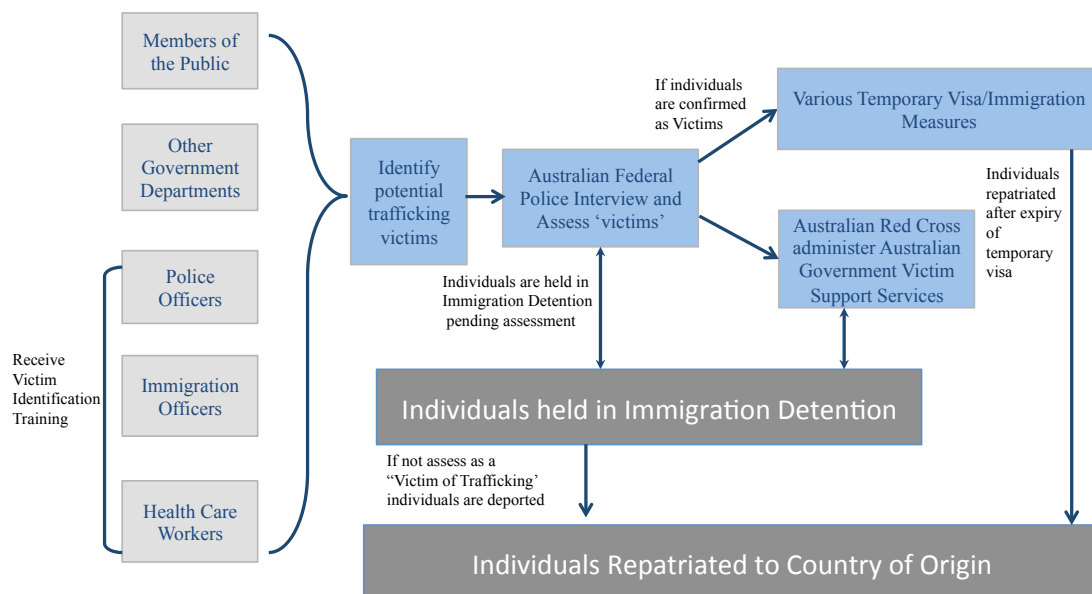 Members of
the Public
Other
Government
Departments
Police
Officers
Immigration
Officers
Health Care
Workers
Receive
Victim
Identification
Training
Identify
potential
trafficking
victims
Australian Federal
Police Interview and
Assess ‘victims’
If individuals
are confirmed
as Victims
Various Temporary Visa/Immigration
Measures
Individuals
repatriated
after expiry
of
temporary
visa
Australian Red Cross
administer Australian
Government Victim
Support Services
Individuals are held in
Immigration Detention
pending assessment
Individuals held in Immigration Detention
If not assess as a
“Victim of Trafficking’
individuals are deported
Individuals Repatriated to Country of Origin